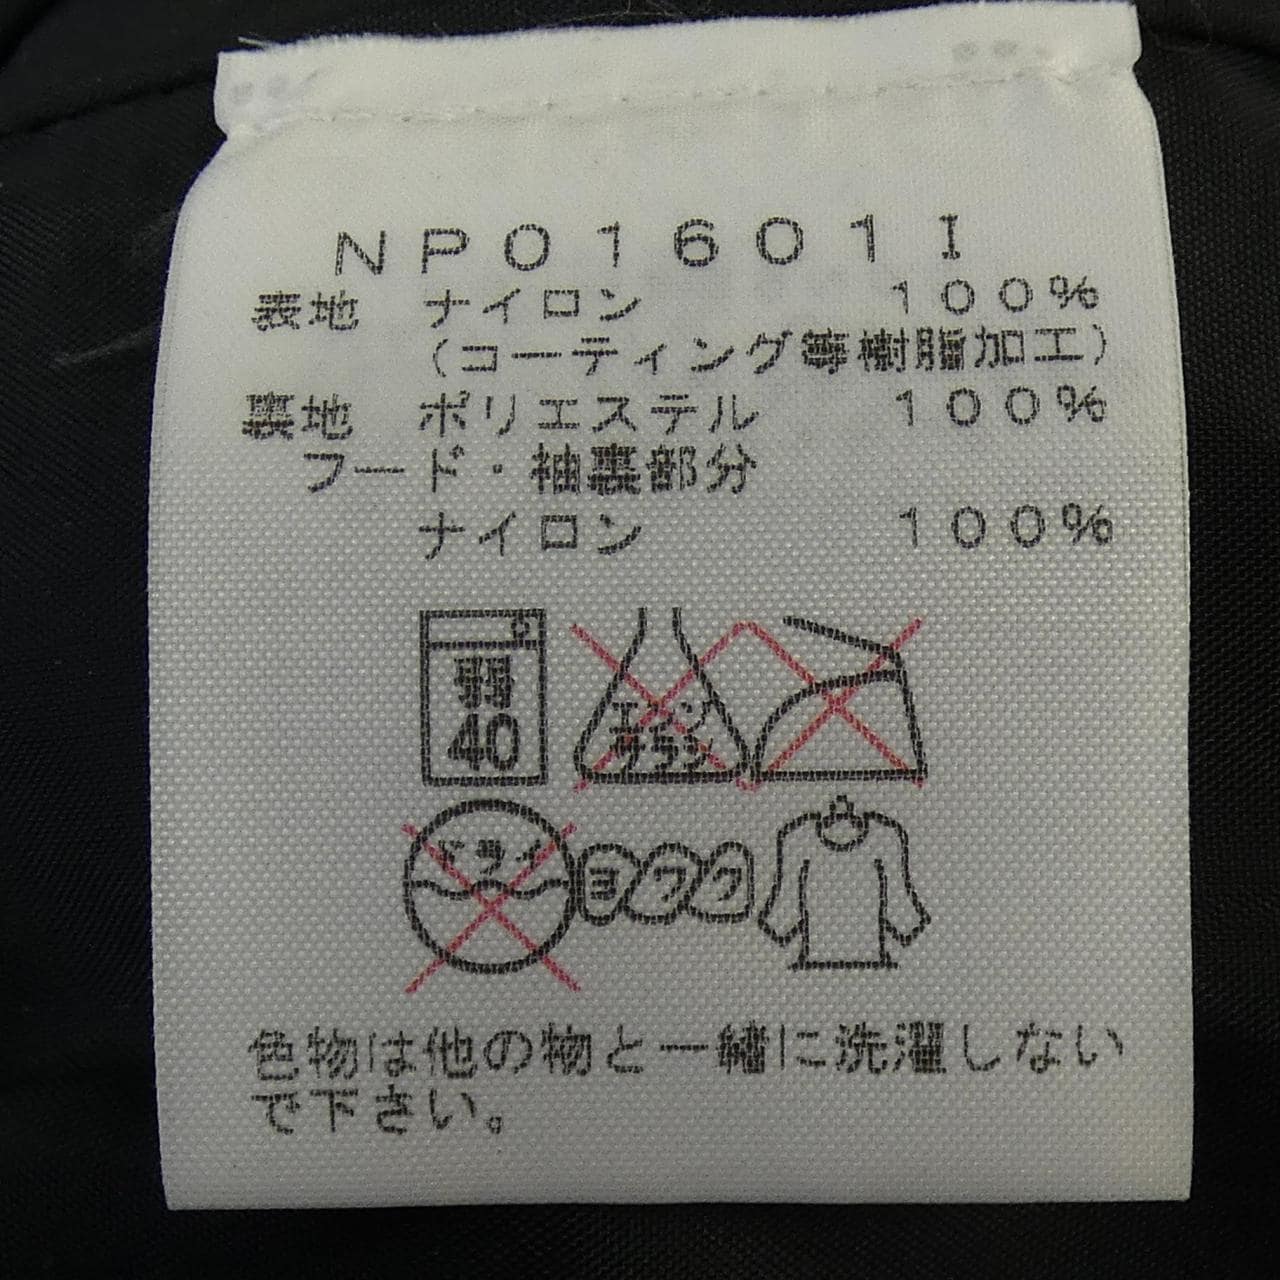 NP01601I
表地 ナイロン 100%
(コーティング等樹脂加工)
裏地 ポリエステル 100%
フード・袖裏部分
ナイロン 100%
弱
40
エンソ
サラシ
ドライ
ヨワク
色物は他の物と一緒に洗濯しない
で下さい。